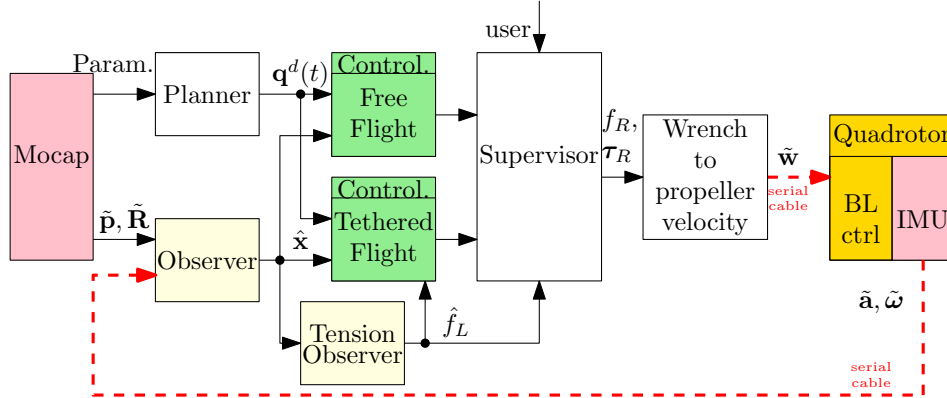 user
Param.
Mocap
Planner
𝐪ᵈ(t)
Control.
Free
Flight
Supervisor
f_R,
𝝉_R
Wrench
to
propeller
velocity
w̃
serial
cable
Quadrotor
BL
ctrl
IMU
p̃, R̃
Observer
x̂
Control.
Tethered
Flight
Tension
Observer
f̂_L
ã, ω̃
serial
cable